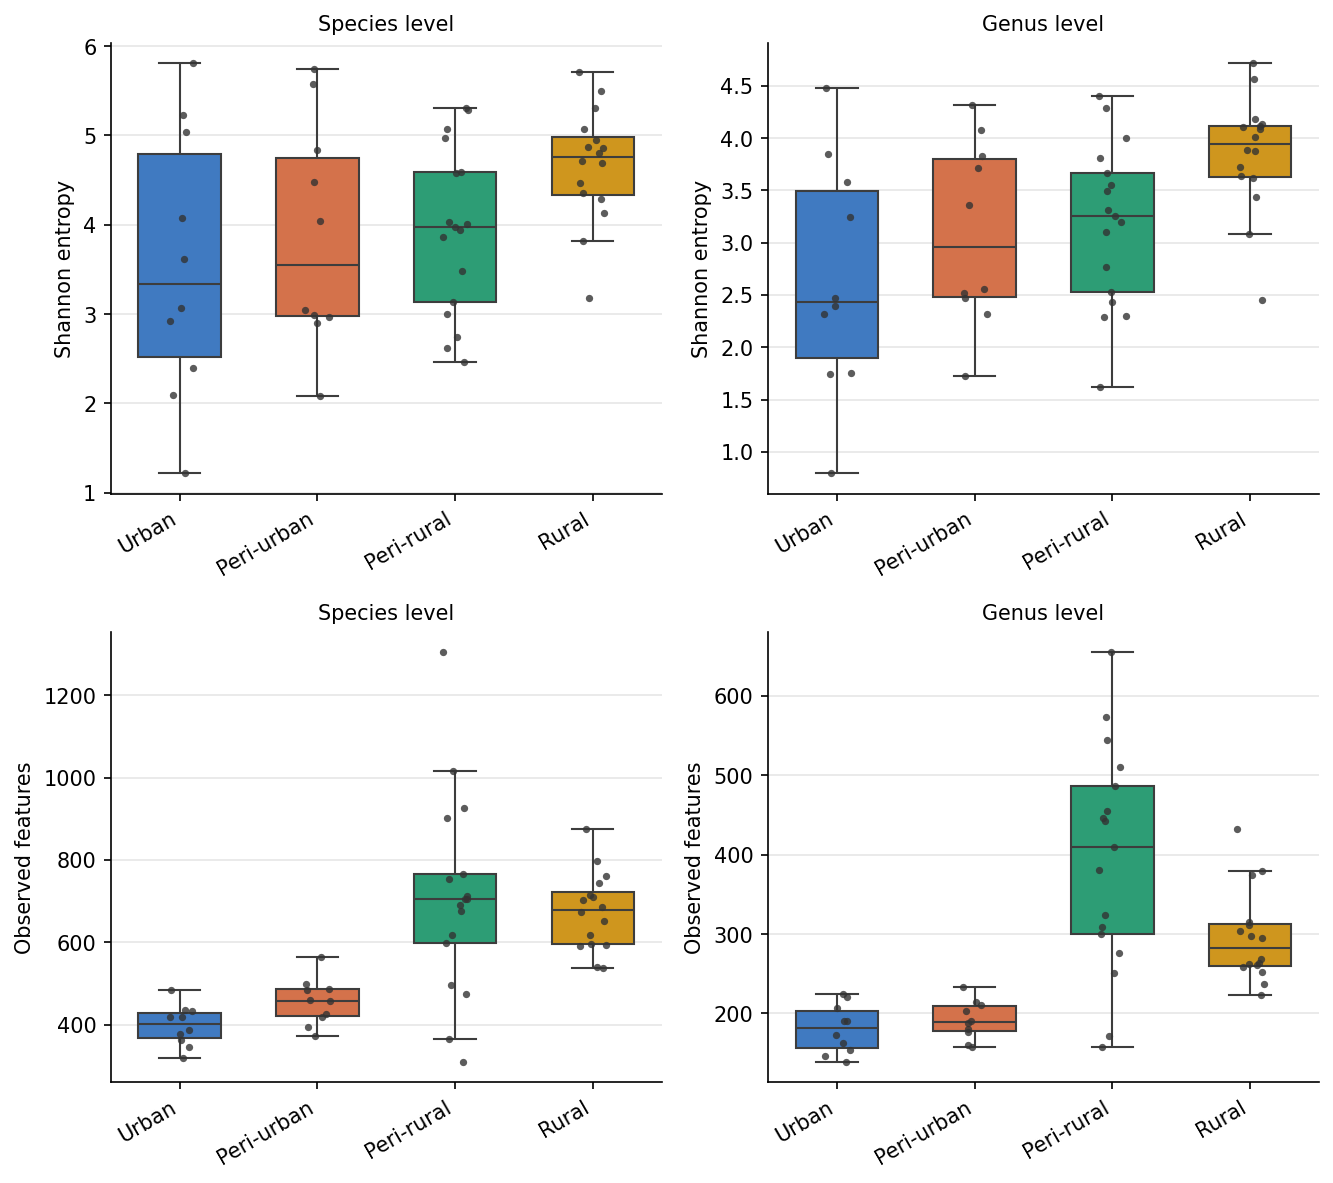 Species level
Shannon entropy
6
5
4
3
2
1
Urban
Peri-urban
Peri-rural
Rural
Genus level
Shannon entropy
4.5
4.0
3.5
3.0
2.5
2.0
1.5
1.0
Urban
Peri-urban
Peri-rural
Rural
Species level
Observed features
1200
1000
800
600
400
Urban
Peri-urban
Peri-rural
Rural
Genus level
Observed features
600
500
400
300
200
Urban
Peri-urban
Peri-rural
Rural